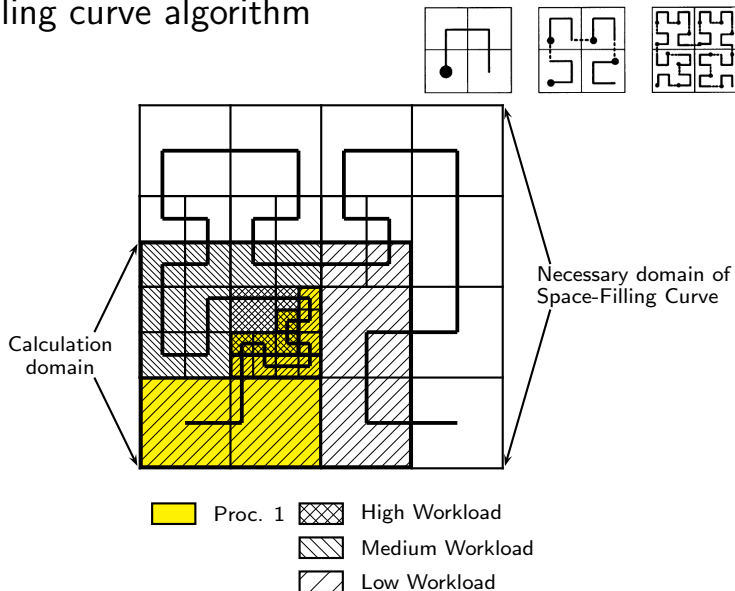 ling curve algorithm
Necessary domain of
Space-Filling Curve
Calculation
domain
Proc. 1
High Workload
Medium Workload
Low Workload